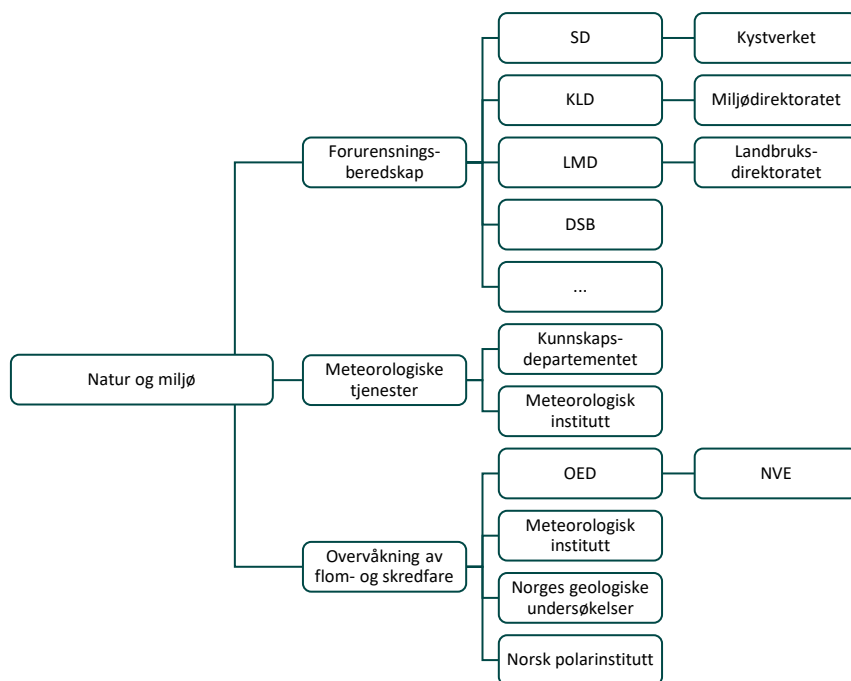 SD
Kystverket
KLD
Miljødirektoratet
Forurensnings-
beredskap
LMD
Landbruks-
direktoratet
DSB
...
Natur og miljø
Meteorologiske
tjenester
Kunnskaps-
departementet
Meteorologisk
institutt
Overvåkning av
flom- og skredfare
OED
NVE
Meteorologisk
institutt
Norges geologiske
undersøkelser
Norsk polarinstitutt